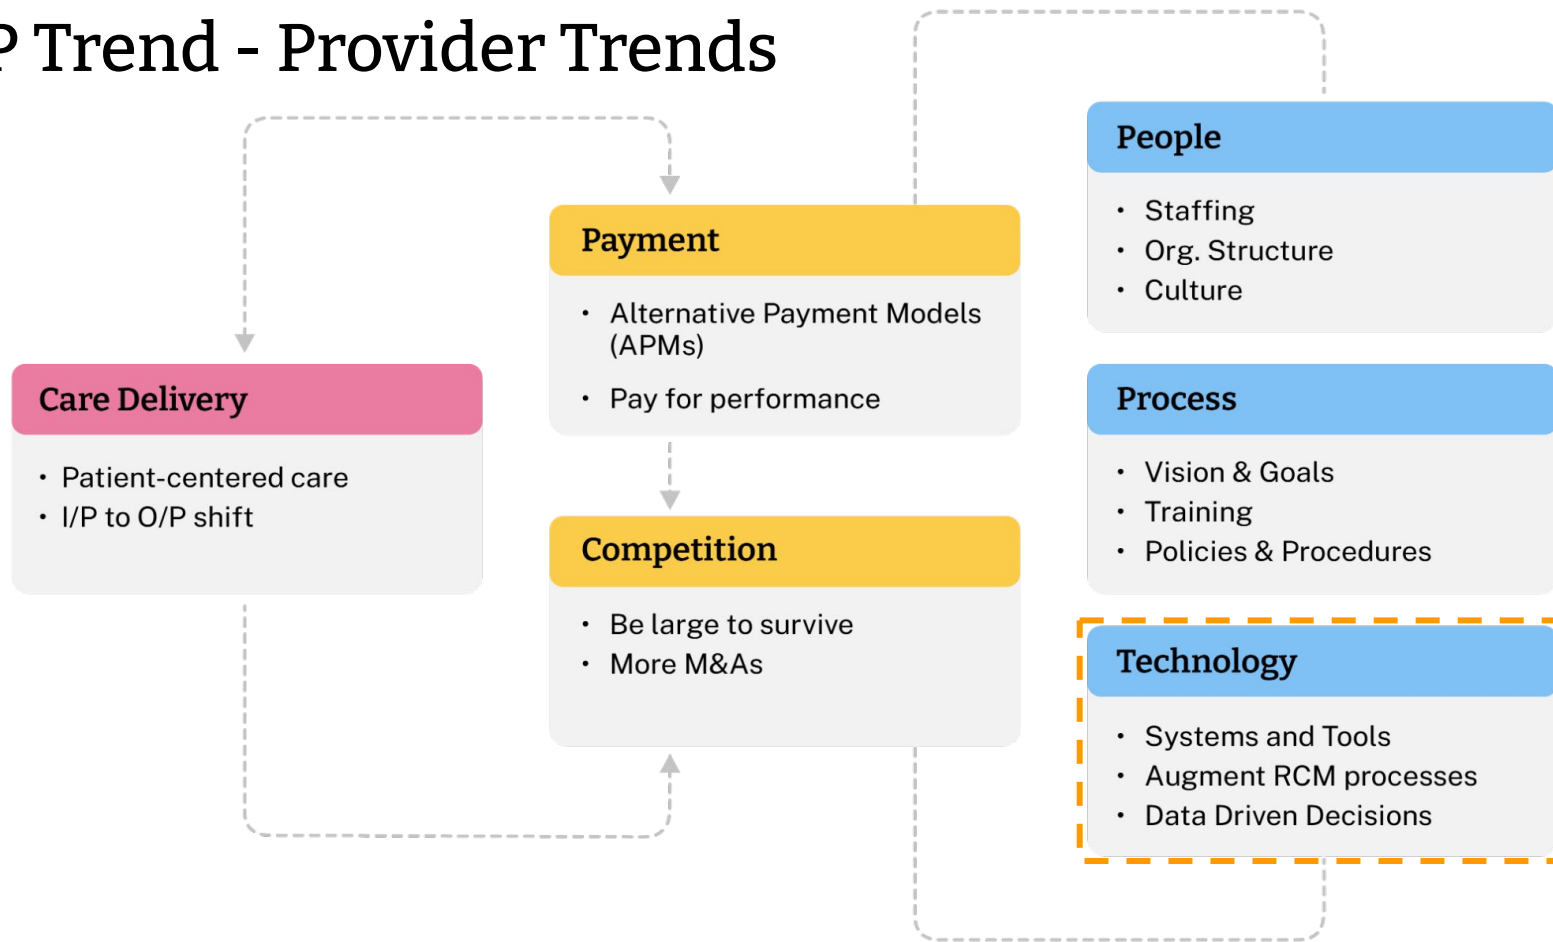 P Trend - Provider Trends
Care Delivery
• Patient-centered care
• I/P to O/P shift
Payment
• Alternative Payment Models
(APMs)
• Pay for performance
Competition
• Be large to survive
• More M&As
People
• Staffing
• Org. Structure
• Culture
Process
• Vision & Goals
• Training
• Policies & Procedures
Technology
• Systems and Tools
• Augment RCM processes
• Data Driven Decisions